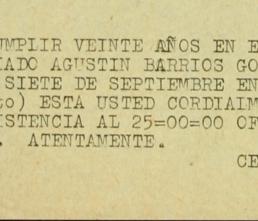 UMPLIR VEINTE AÑOS EN E
IADO AGUSTIN BARRIOS GO
SIETE DE SEPTIEMBRE EN
to) ESTA USTED CORDIAIM
ISTENCIA AL 25=00=00 OF
. ATENTAMENTE.
CE